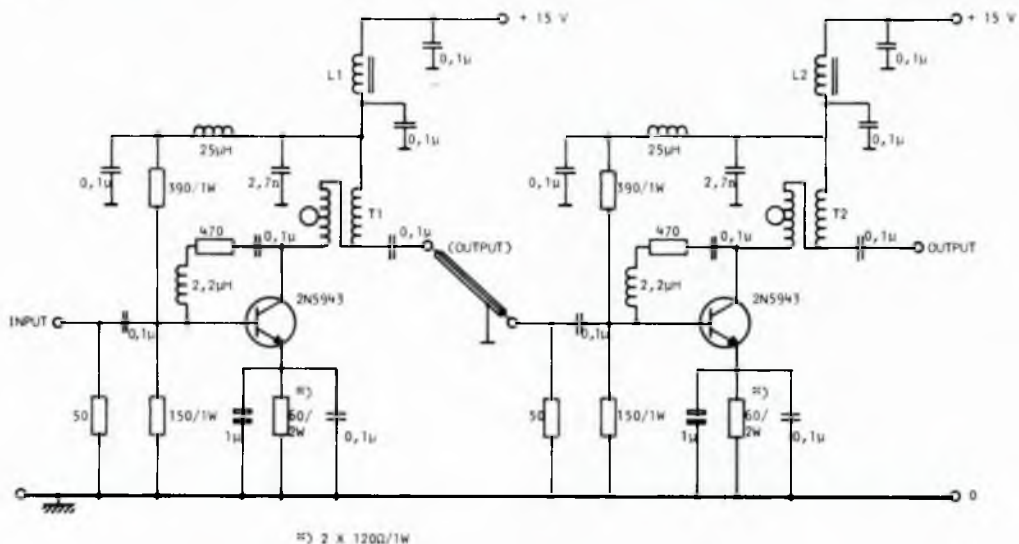 + 15 V
+ 15 V
0,1µ
0,1µ
L1
L2
0,1µ
0,1µ
25µH
25µH
0,1µ
390/1W
2,7n
0,1µ
390/1W
2,7n
T1
T2
470
0,1µ
0,1µ
(OUTPUT)
470
0,1µ
0,1µ
OUTPUT
2,2µH
2N5943
2,2µH
2N5943
INPUT
0,1µ
0,1µ
50
150/1W
1µ
¤)
60/
2W
0,1µ
50
150/1W
1µ
¤)
60/
2W
0,1µ
0
¤) 2 X 120Ω/1W